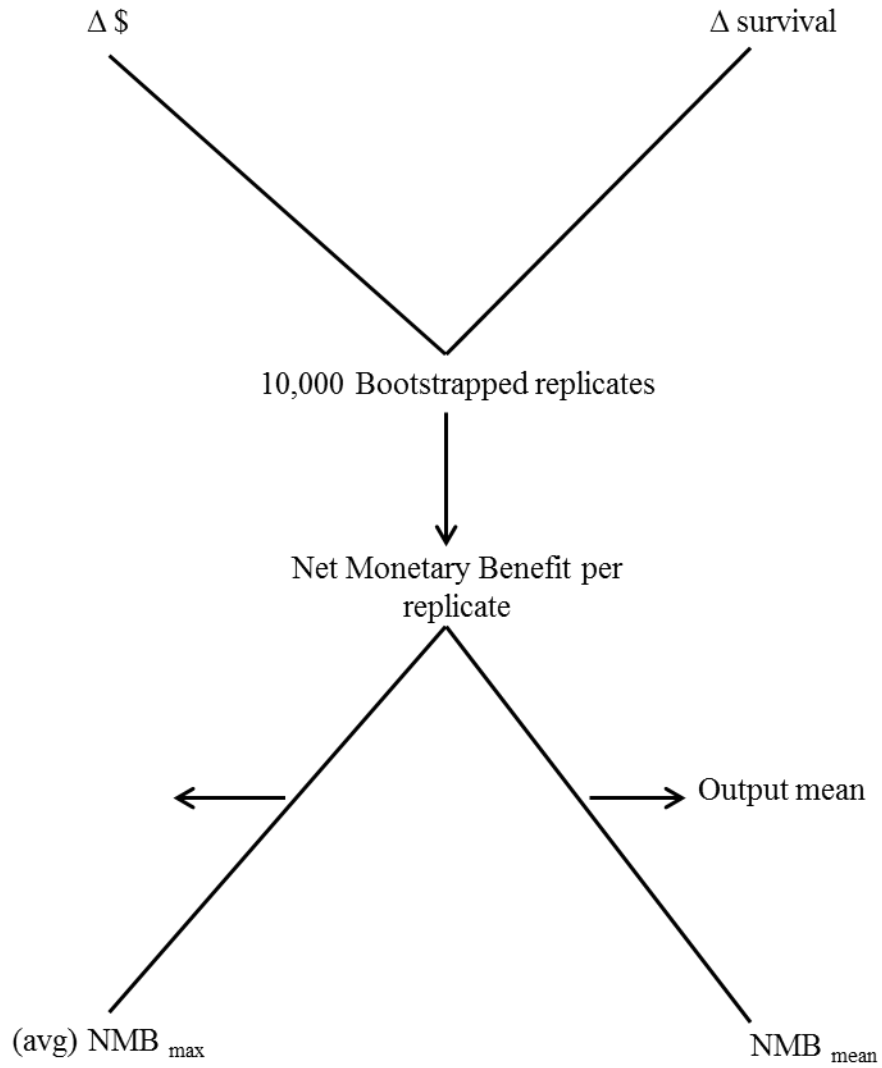 Δ $
Δ survival
10,000 Bootstrapped replicates
Net Monetary Benefit per
replicate
Output mean
(avg) NMB max
NMB mean